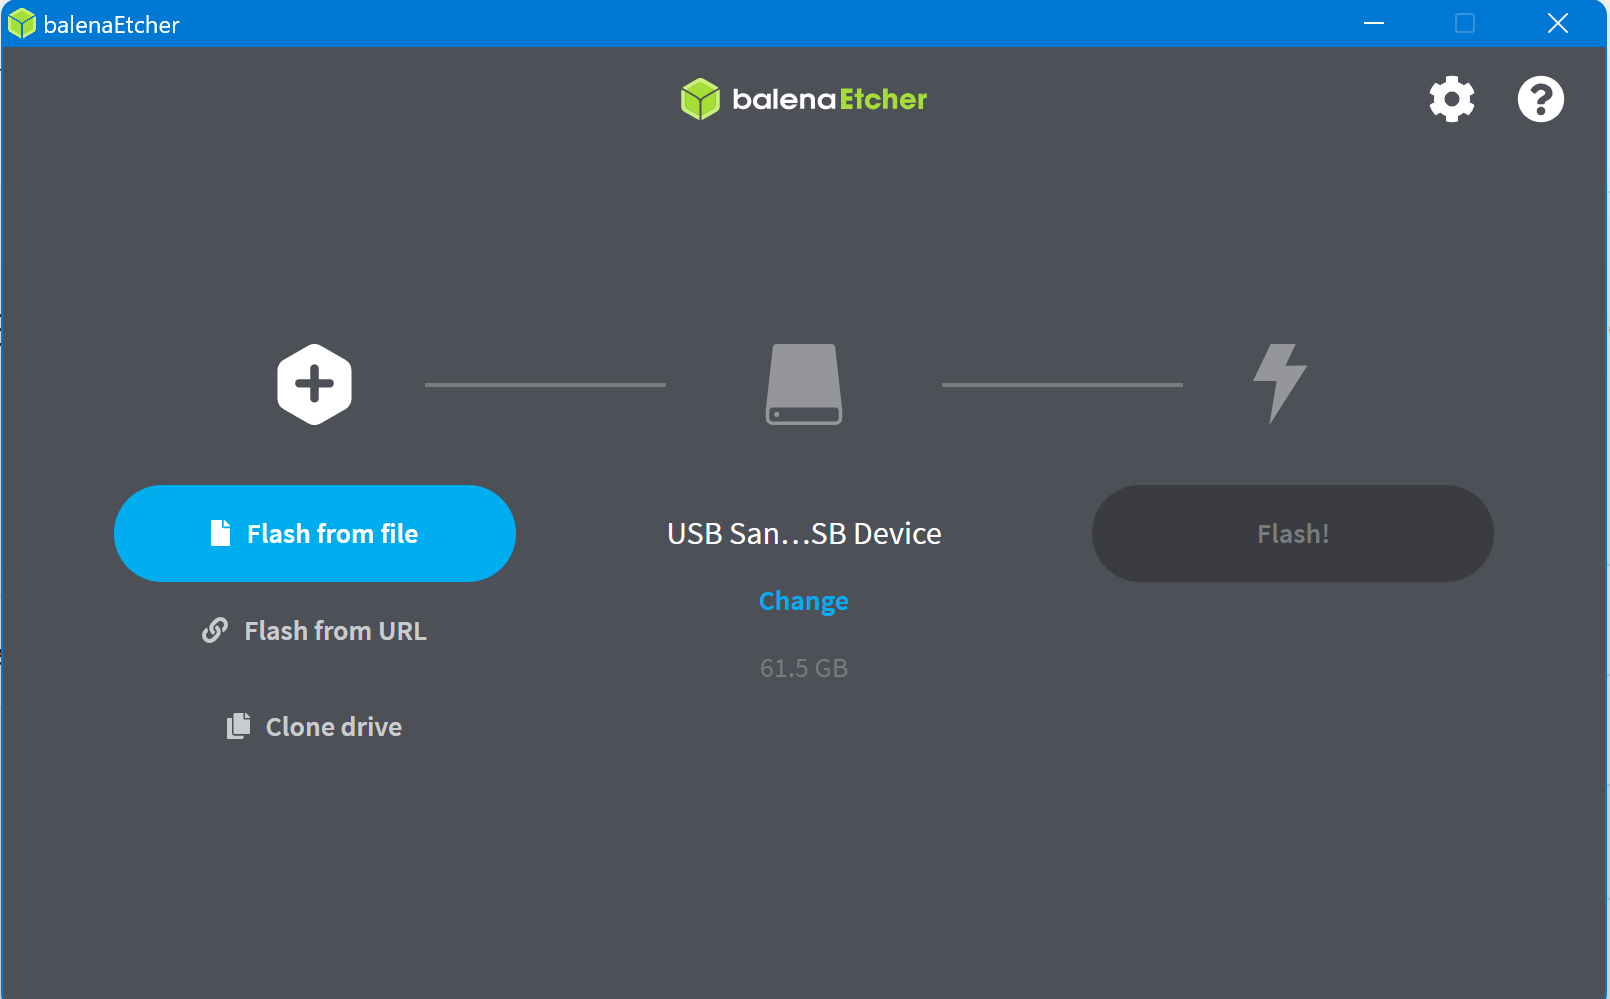 balenaEtcher
balenaEtcher
Flash from file
USB San...SB Device
Flash!
Change
Flash from URL
61.5 GB
Clone drive